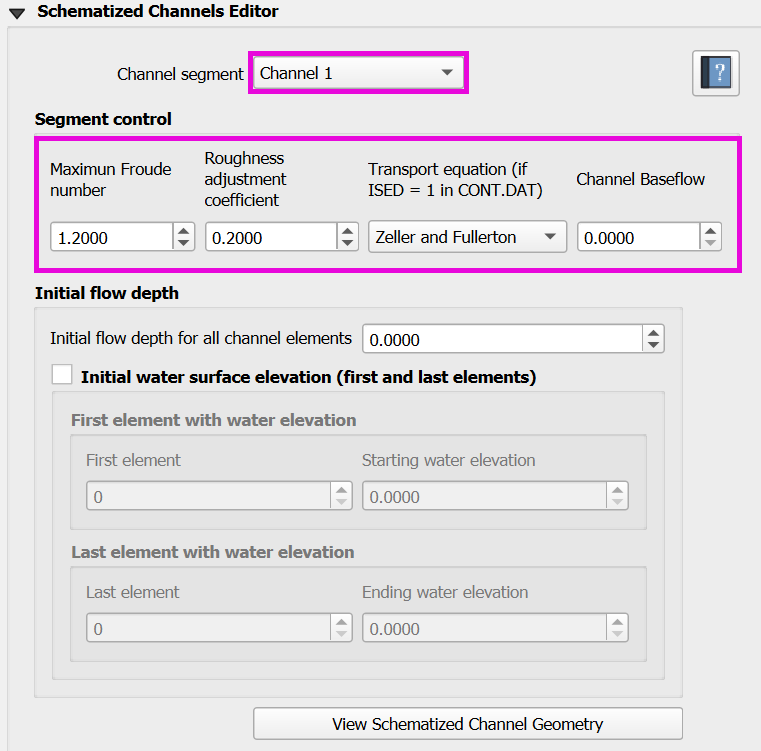 Schematized Channels Editor
Channel segment Channel 1
?
Segment control
Maximun Froude
number
Roughness
adjustment
coefficient
Transport equation (if
ISED = 1 in CONT.DAT)
Channel Baseflow
1.2000 0.2000 Zeller and Fullerton 0.0000
Initial flow depth
Initial flow depth for all channel elements 0.0000
Initial water surface elevation (first and last elements)
First element with water elevation
First element Starting water elevation
0 0.0000
Last element with water elevation
Last element Ending water elevation
0 0.0000
View Schematized Channel Geometry